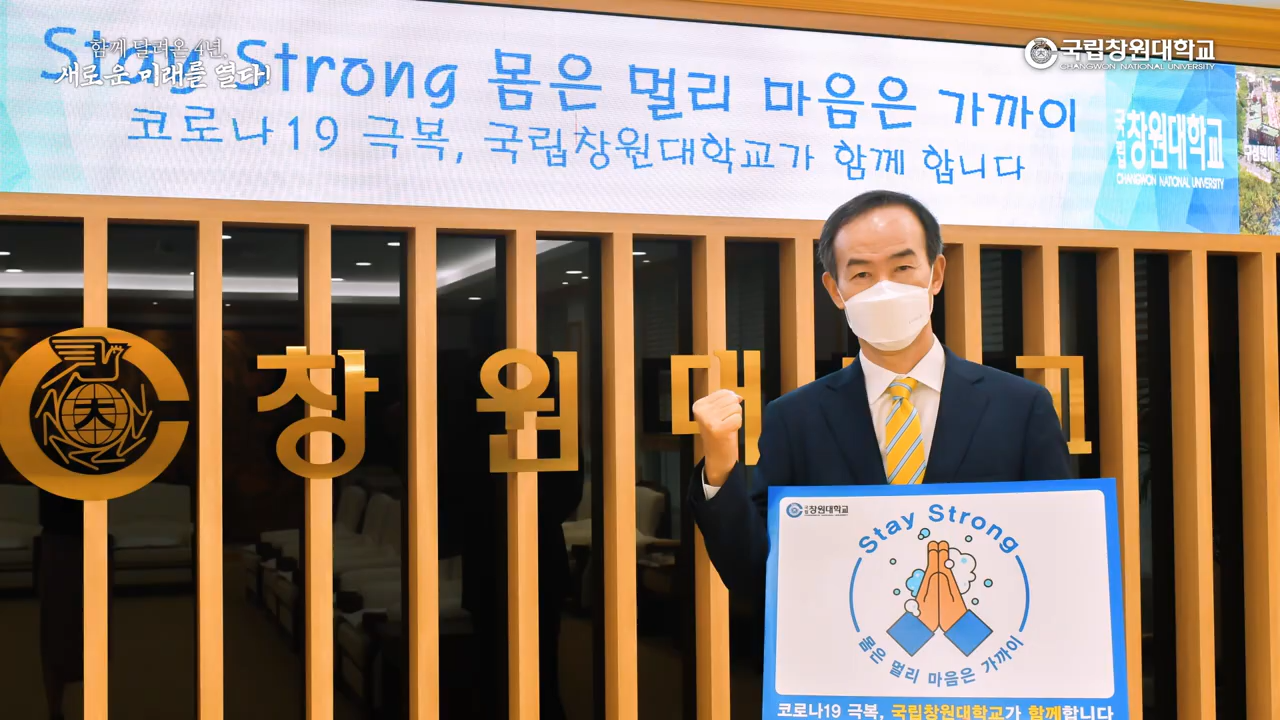 함께 달려온 4년,
새로운 미래를 열다!
국립창원대학교
CHANGWON NATIONAL UNIVERSITY
Stay Strong 몸은 멀리 마음은 가까이
코로나19 극복, 국립창원대학교가 함께 합니다
국립 창원대학교
CHANGWON NATIONAL UNIVERSITY
창원대 교
창원대학교
Stay Strong
몸은 멀리 마음은 가까이
코로나19 극복, 국립창원대학교가 함께합니다